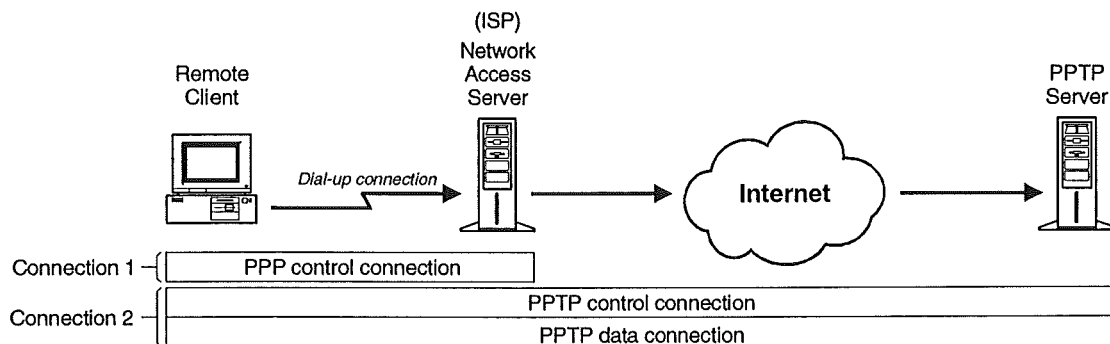 (ISP)
Network
Access
Server
Remote
Client
PPTP
Server
Dial-up connection
Internet
Connection 1
PPP control connection
Connection 2
PPTP control connection
PPTP data connection